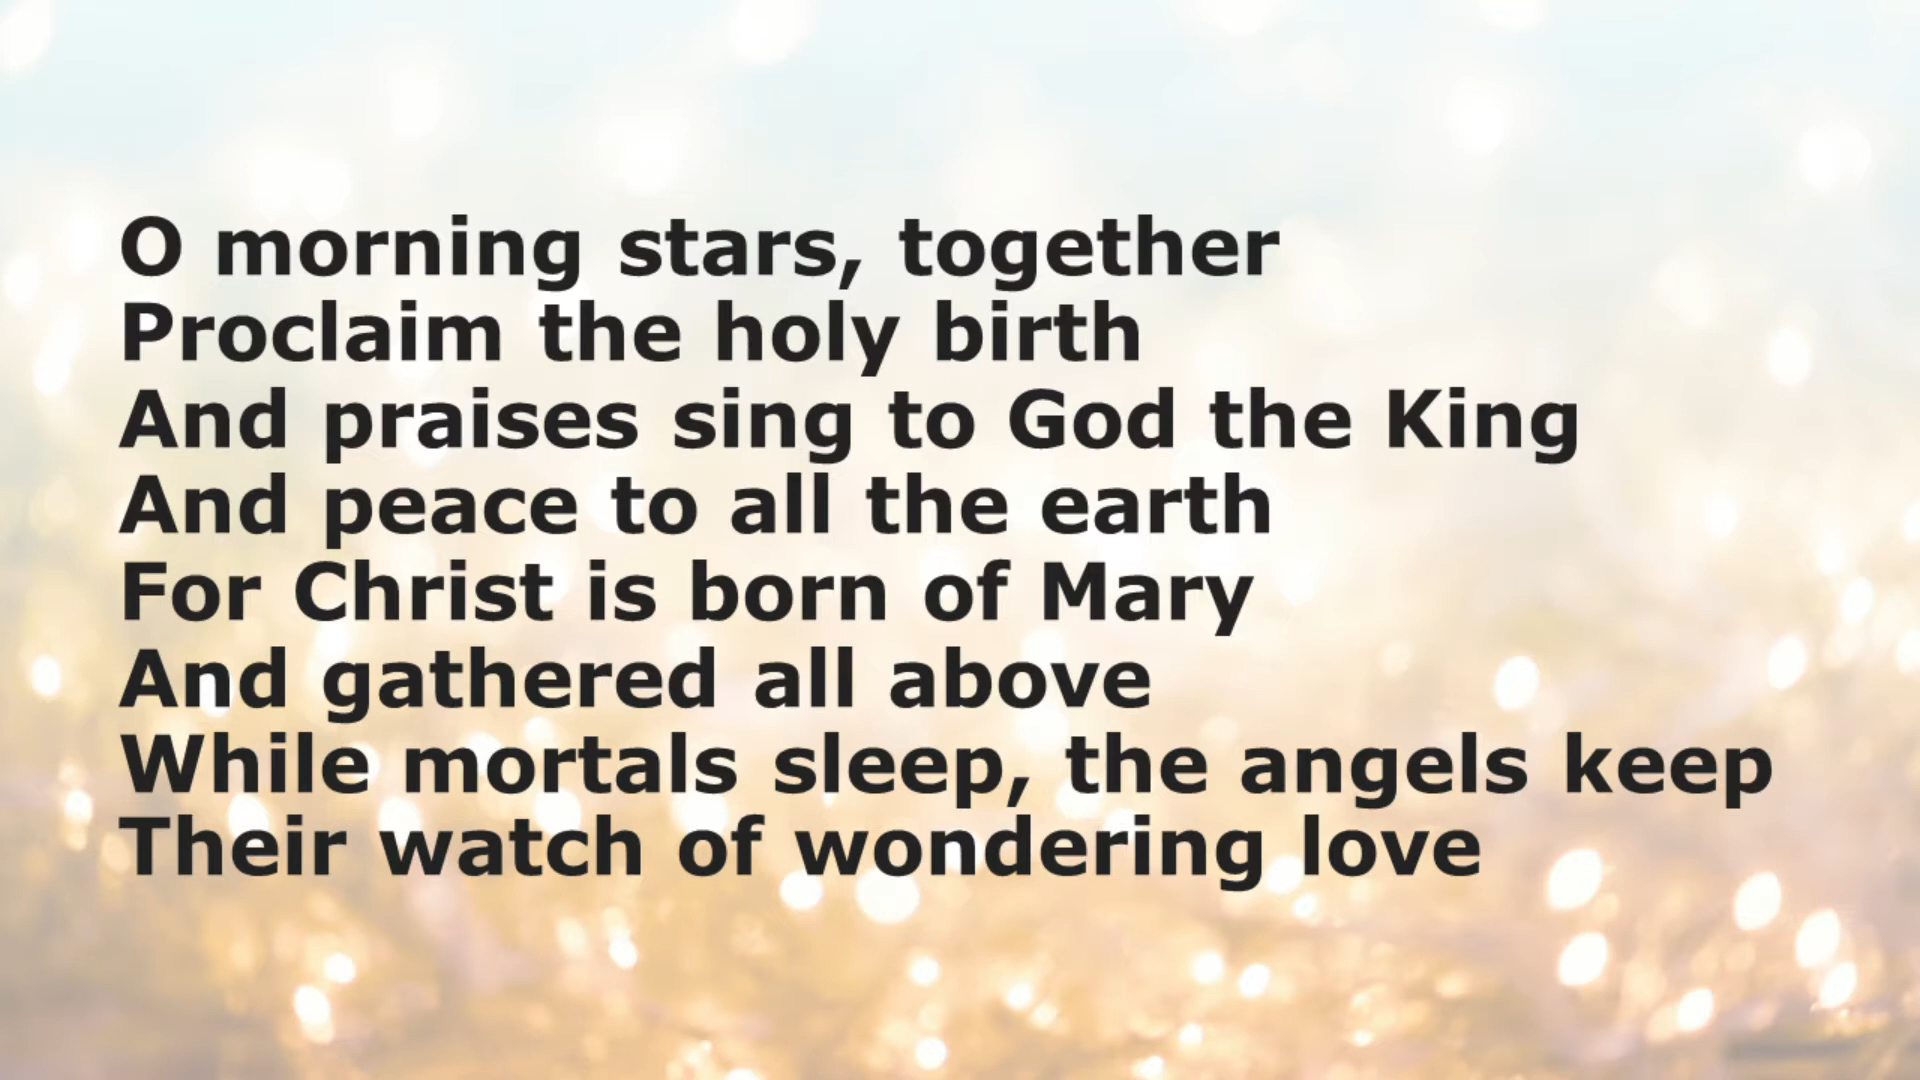 O morning stars, together
Proclaim the holy birth
And praises sing to God the King
And peace to all the earth
For Christ is born of Mary
And gathered all above
While mortals sleep, the angels keep
Their watch of wondering love